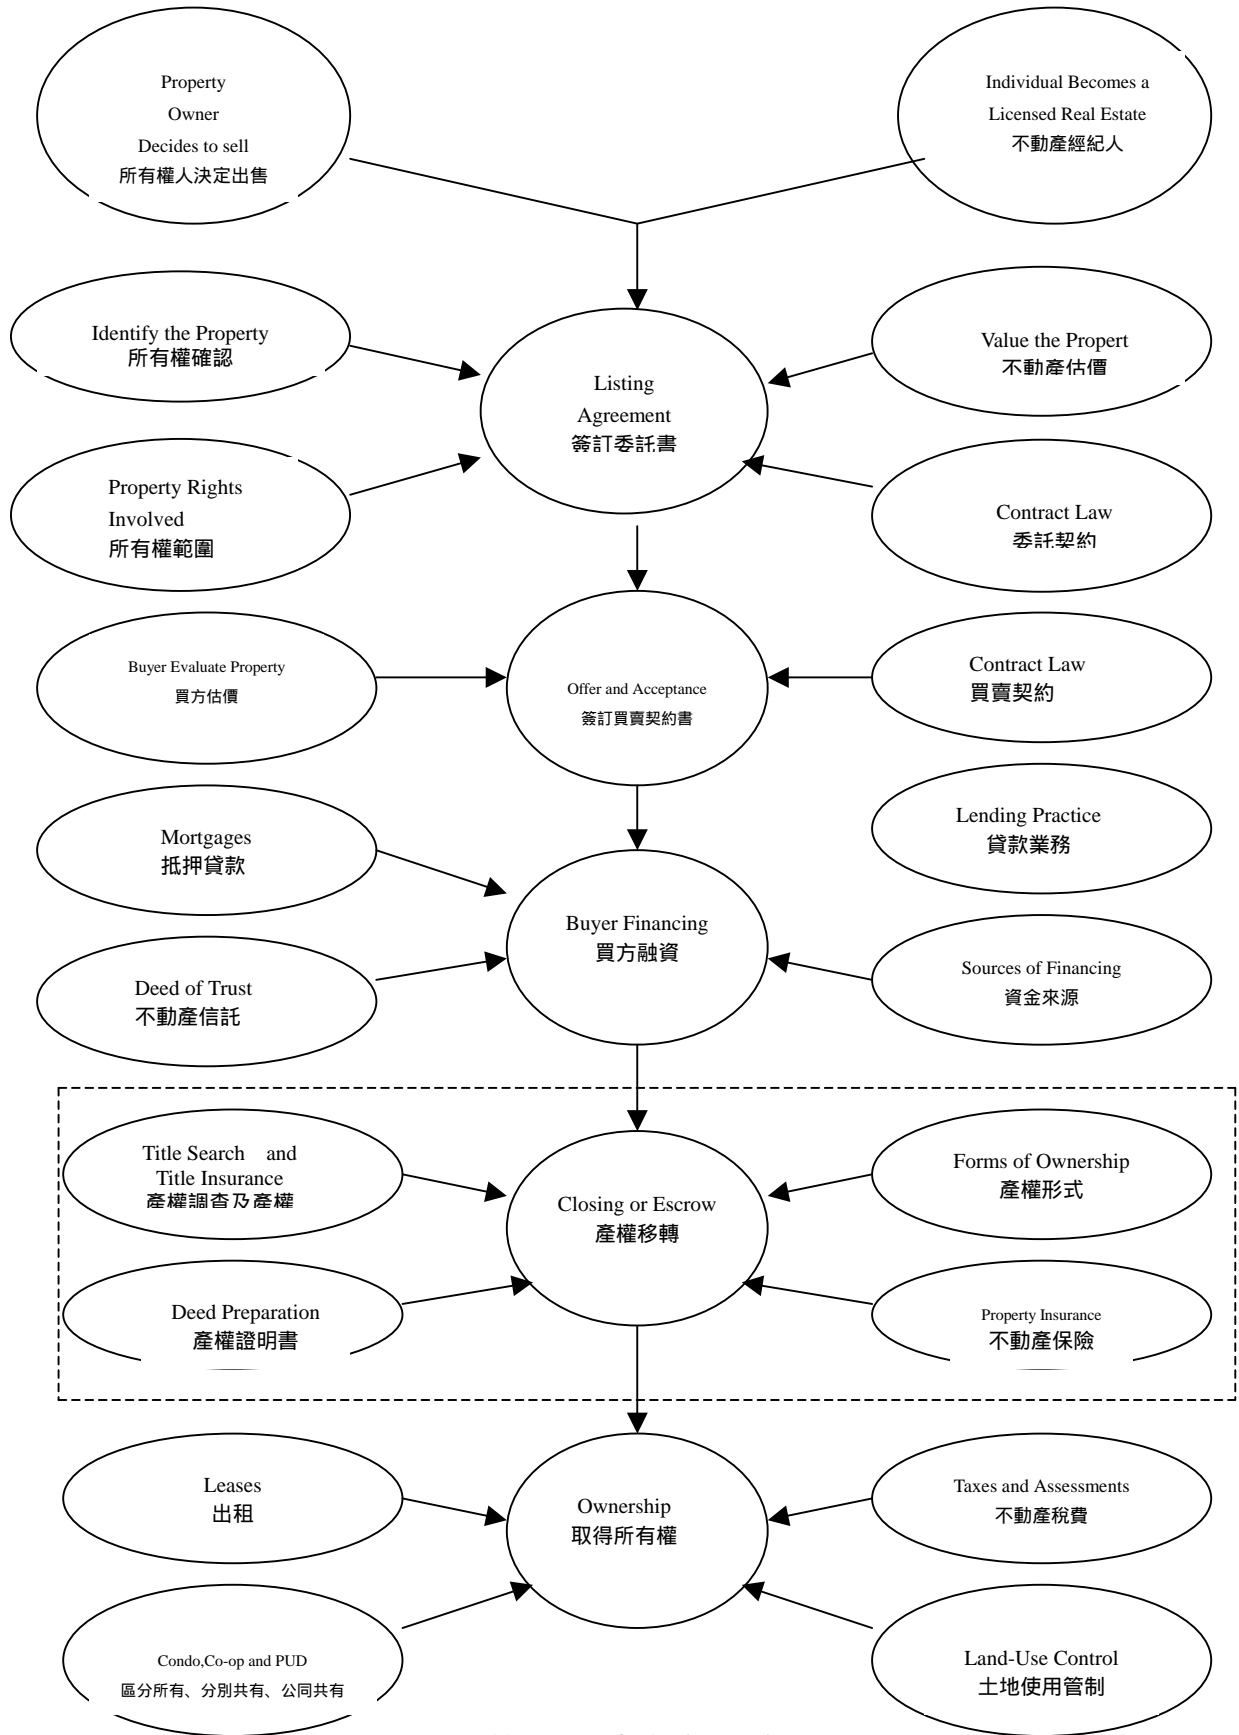 Property
Owner
Decides to sell
所有權人決定出售
Individual Becomes a
Licensed Real Estate
不動產經紀人
Identify the Property
所有權確認
Value the Propert
不動產估價
Listing
Agreement
簽訂委託書
Property Rights
Involved
所有權範圍
Contract Law
委託契約
Buyer Evaluate Property
買方估價
Offer and Acceptance
簽訂買賣契約書
Contract Law
買賣契約
Mortgages
抵押貸款
Lending Practice
貸款業務
Buyer Financing
買方融資
Deed of Trust
不動產信託
Sources of Financing
資金來源
Title Search and
Title Insurance
產權調查及產權
Closing or Escrow
產權移轉
Forms of Ownership
產權形式
Deed Preparation
產權證明書
Property Insurance
不動產保險
Leases
出租
Ownership
取得所有權
Taxes and Assessments
不動產稅費
Condo,Co-op and PUD
區分所有、分別共有、公同共有
Land-Use Control
土地使用管制